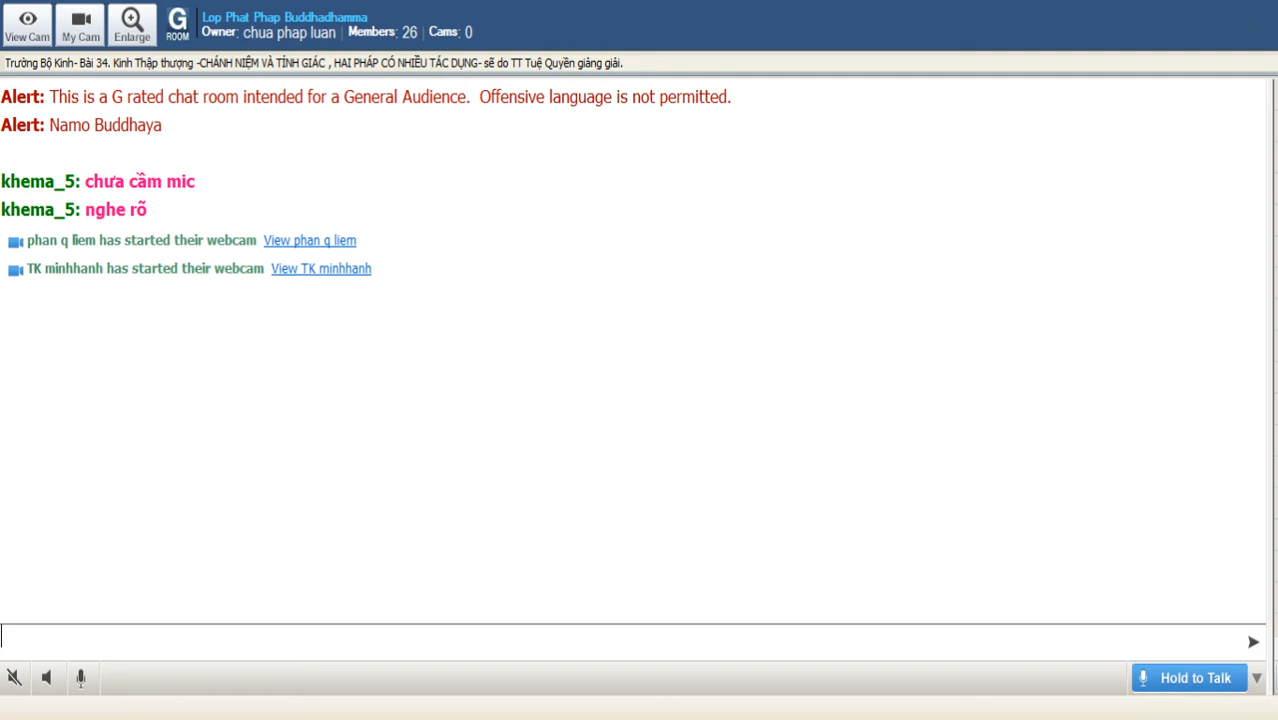 View Cam
My Cam
Enlarge
G
ROOM
Lop Phat Phap Buddhadhamma
Owner: chua phap luan Members: 26 Cams: 0
Trường Bộ Kinh- Bài 34. Kinh Thập thượng -CHÁNH NIỆM VÀ TỈNH GIÁC , HAI PHÁP CÓ NHIỀU TÁC DỤNG- sẽ do TT Tuệ Quyền giảng giải.
Alert: This is a G rated chat room intended for a General Audience. Offensive language is not permitted.
Alert: Namo Buddhaya
khema_5: chưa cầm mic
khema_5: nghe rõ
phan q liem has started their webcam View phan q liem
TK minhhanh has started their webcam View TK minhhanh
Hold to Talk